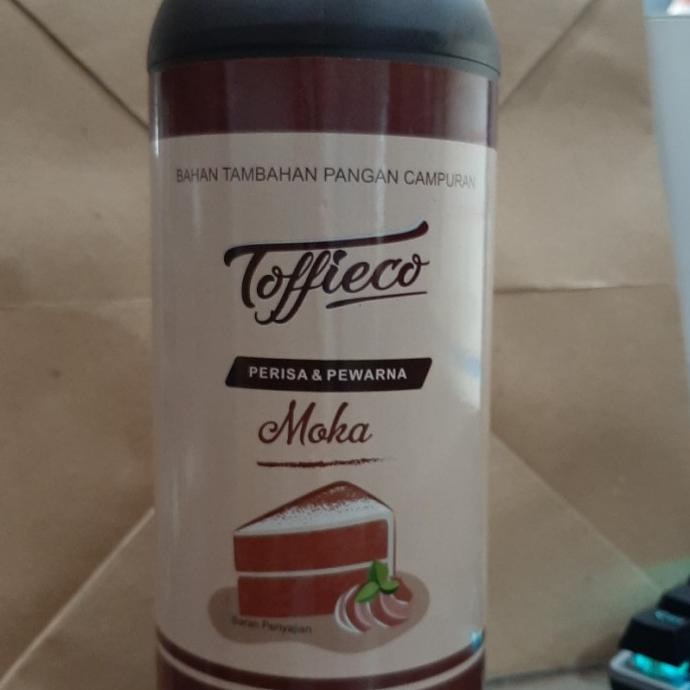 BAHAN TAMBAHAN PANGAN CAMPURAN
Toffieco
PERISA & PEWARNA
Moka
Saran Penyajian